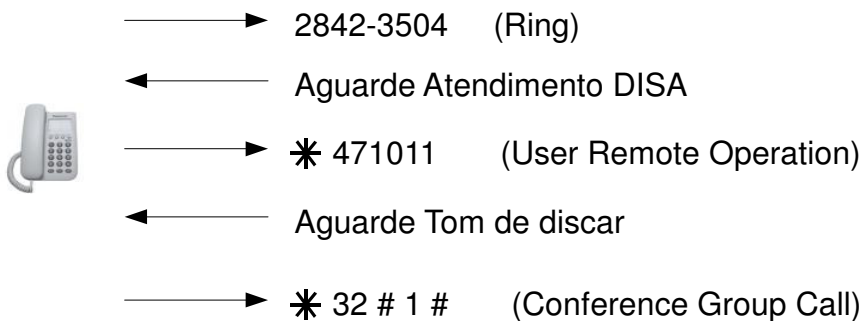 2842-3504 (Ring)
Aguarde Atendimento DISA
* 471011 (User Remote Operation)
Aguarde Tom de discar
* 32 # 1 # (Conference Group Call)